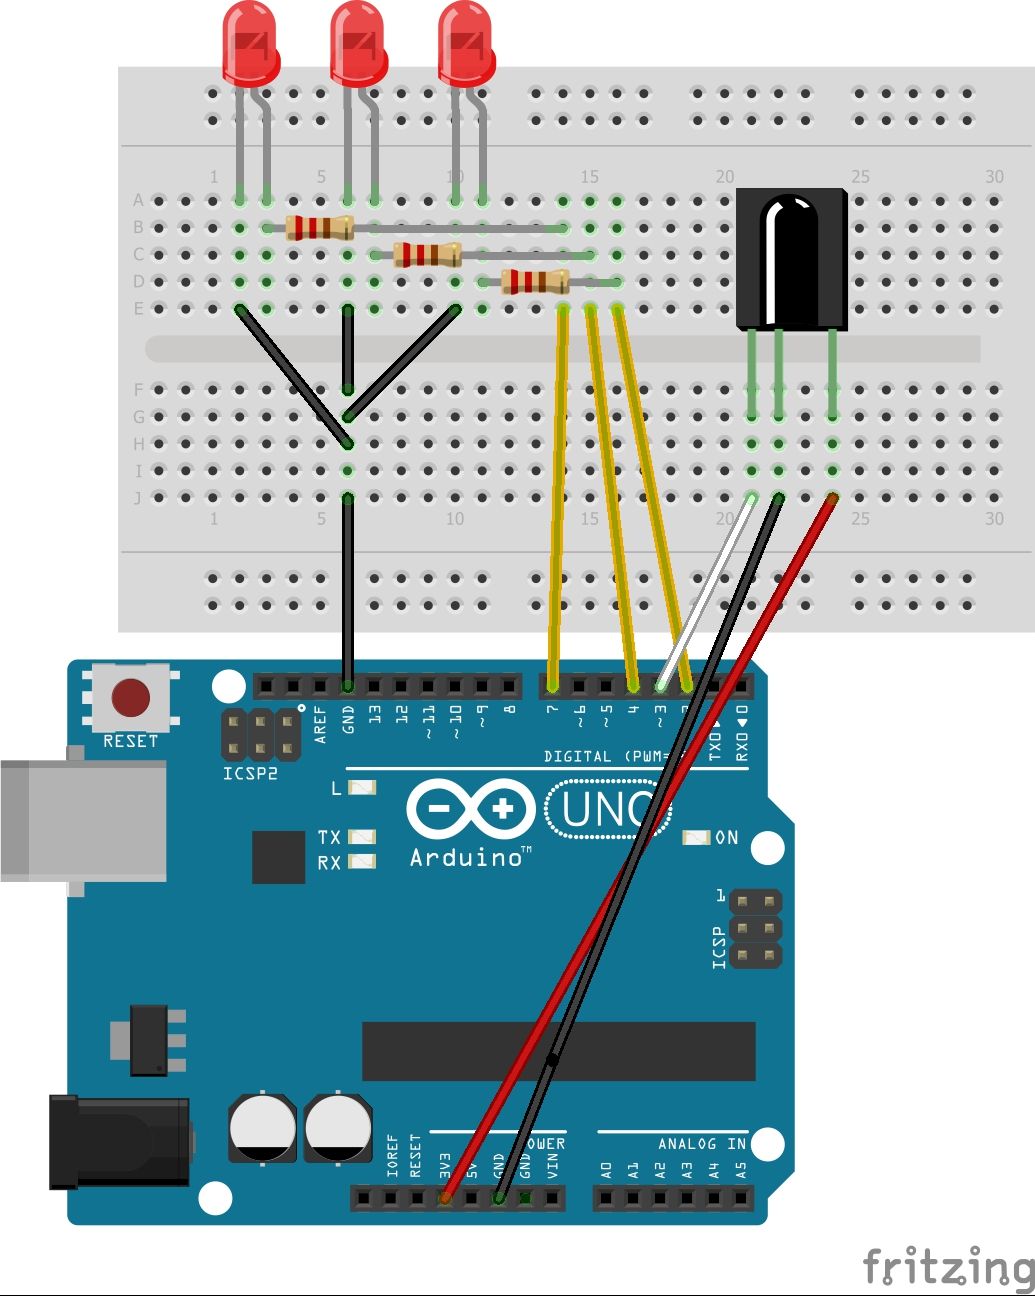 1 5 10 15 20 25 30
A
B
C
D
E
F
G
H
I
J
1 5 10 15 20 25 30
RESET
ICSP2
AREF
GND
13
12
~11
~10
~9
8
7
~6
~5
4
~3
2
TX0▶
RX0◀0
DIGITAL (PWM=
L
TX
RX
UNO
Arduino™
ON
1
ICSP
IOREF
RESET
3V3
5V
GND
GND
VIN
POWER
ANALOG IN
A0
A1
A2
A3
A4
A5
fritzing